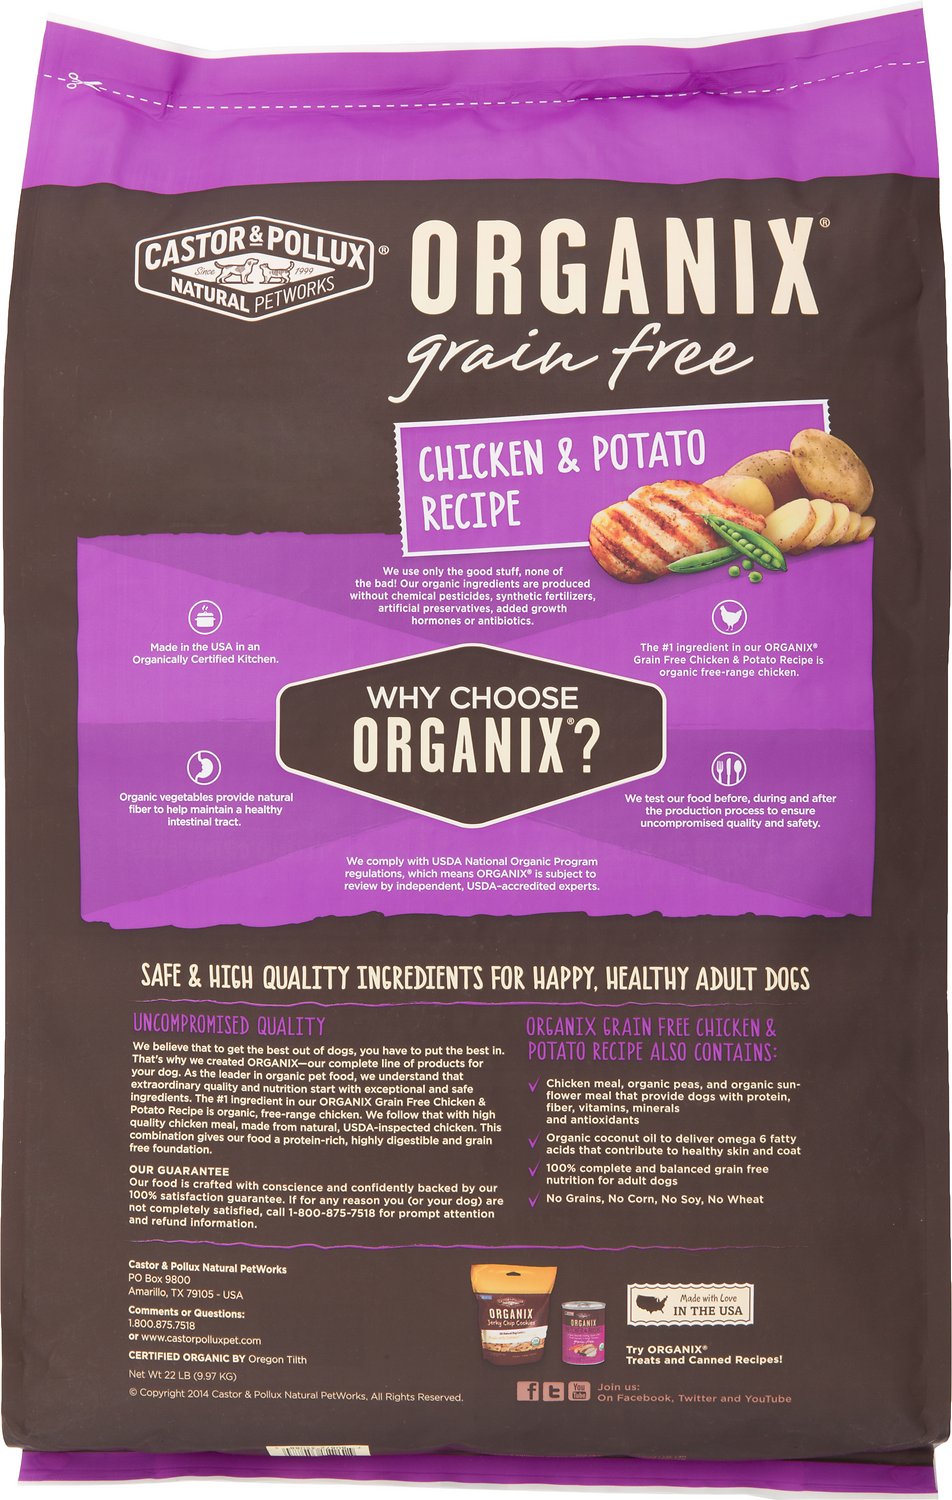 CASTOR & POLLUX®
Since 1999
NATURAL PETWORKS
ORGANIX®
grain free
CHICKEN & POTATO
RECIPE
We use only the good stuff, none of
the bad! Our organic ingredients are produced
without chemical pesticides, synthetic fertilizers,
artificial preservatives, added growth
hormones or antibiotics.
Made in the USA in an
Organically Certified Kitchen.
The #1 ingredient in our ORGANIX®
Grain Free Chicken & Potato Recipe is
organic free-range chicken.
WHY CHOOSE
ORGANIX®?
Organic vegetables provide natural
fiber to help maintain a healthy
intestinal tract.
We test our food before, during and after
the production process to ensure
uncompromised quality and safety.
We comply with USDA National Organic Program
regulations, which means ORGANIX® is subject to
review by independent, USDA-accredited experts.
SAFE & HIGH QUALITY INGREDIENTS FOR HAPPY, HEALTHY ADULT DOGS
UNCOMPROMISED QUALITY
We believe that to get the best out of dogs, you have to put the best in.
That's why we created ORGANIX—our complete line of products for
your dog. As the leader in organic pet food, we understand that
extraordinary quality and nutrition start with exceptional and safe
ingredients. The #1 ingredient in our ORGANIX Grain Free Chicken &
Potato Recipe is organic, free-range chicken. We follow that with high
quality chicken meal, made from natural, USDA-inspected chicken. This
combination gives our food a protein-rich, highly digestible and grain
free foundation.
OUR GUARANTEE
Our food is crafted with conscience and confidently backed by our
100% satisfaction guarantee. If for any reason you (or your dog) are
not completely satisfied, call 1-800-875-7518 for prompt attention
and refund information.
ORGANIX GRAIN FREE CHICKEN &
POTATO RECIPE ALSO CONTAINS:
Chicken meal, organic peas, and organic sun-
flower meal that provide dogs with protein,
fiber, vitamins, minerals
and antioxidants
Organic coconut oil to deliver omega 6 fatty
acids that contribute to healthy skin and coat
100% complete and balanced grain free
nutrition for adult dogs
No Grains, No Corn, No Soy, No Wheat
Castor & Pollux Natural PetWorks
PO Box 9800
Amarillo, TX 79105 - USA
Comments or Questions:
1.800.875.7518
or www.castorpolluxpet.com
CERTIFIED ORGANIC BY Oregon Tilth
Net Wt 22 LB (9.97 KG)
© Copyright 2014 Castor & Pollux Natural PetWorks, All Rights Reserved.
ORGANIX
Jerky Chip Cookies
ORGANIX
Made with Love
IN THE USA
Try ORGANIX®
Treats and Canned Recipes!
You Tube
Join us:
On Facebook, Twitter and YouTube